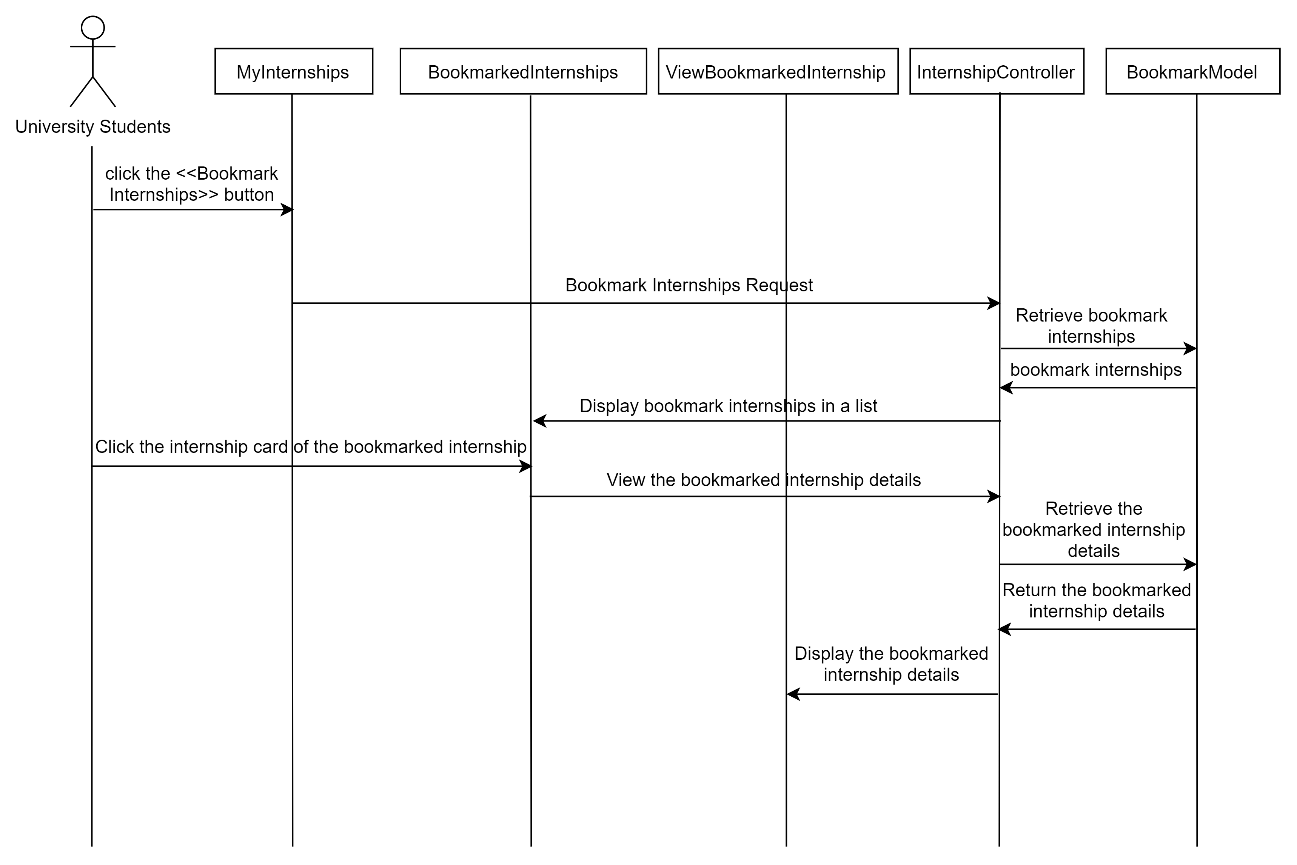 MyInternships
BookmarkedInternships
ViewBookmarkedInternship
InternshipController
BookmarkModel
University Students
click the <<Bookmark
Internships>> button
Bookmark Internships Request
Retrieve bookmark
internships
bookmark internships
Display bookmark internships in a list
Click the internship card of the bookmarked internship
View the bookmarked internship details
Retrieve the
bookmarked internship
details
Return the bookmarked
internship details
Display the bookmarked
internship details